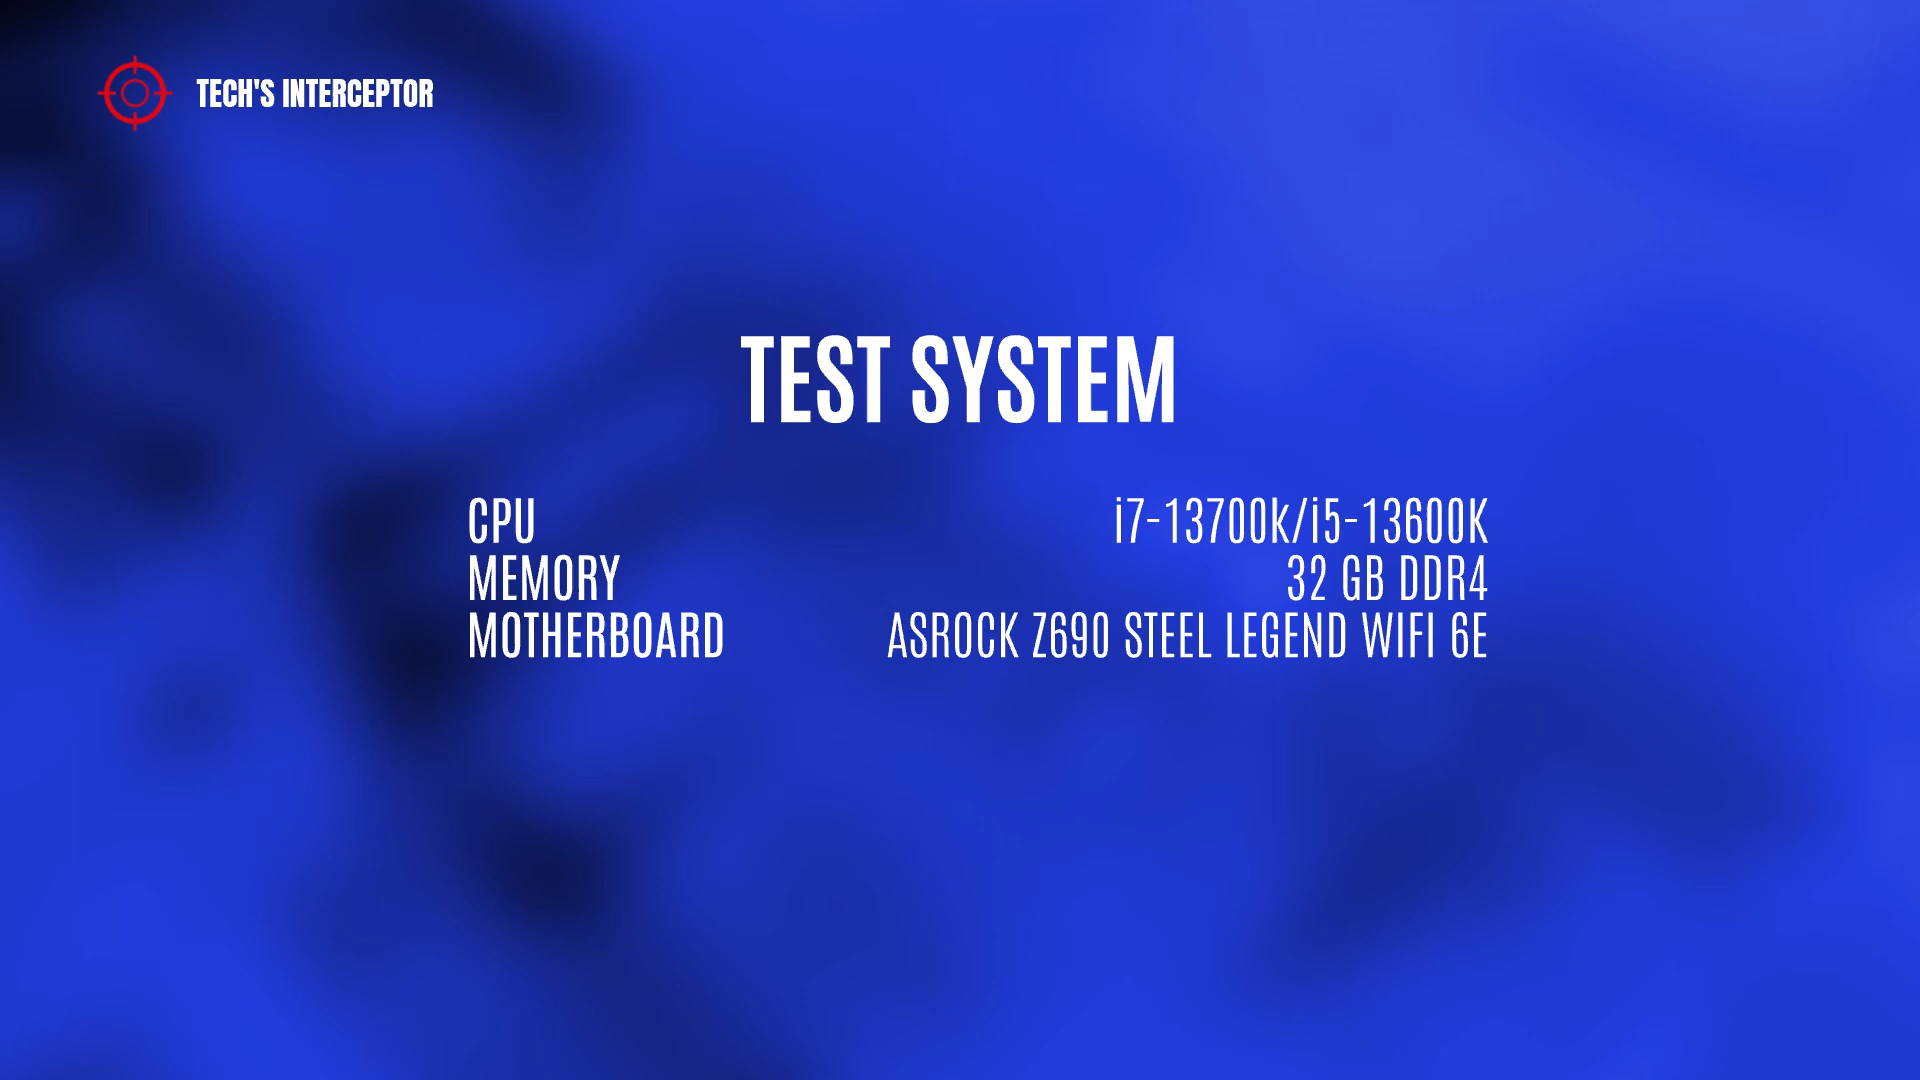 TECH'S INTERCEPTOR
TEST SYSTEM
CPU i7-13700k/i5-13600K
MEMORY 32 GB DDR4
MOTHERBOARD ASROCK Z690 STEEL LEGEND WIFI 6E